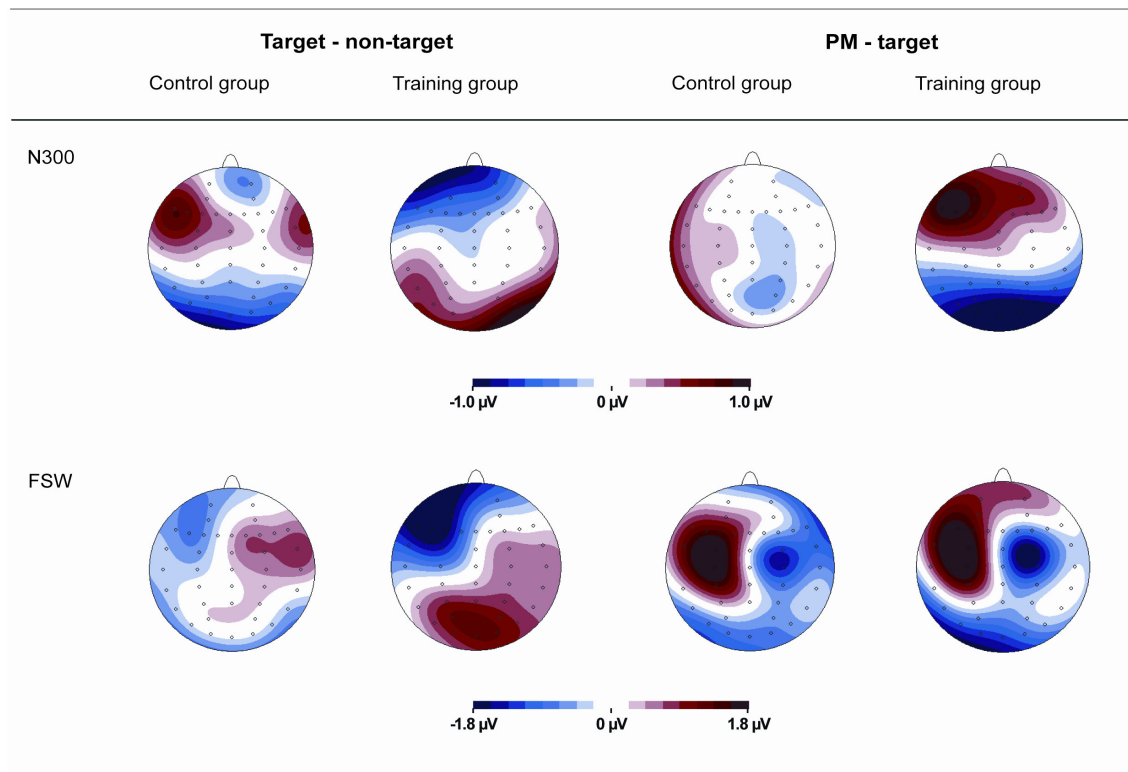 Target - non-target PM - target
Control group Training group Control group Training group
N300
-1.0 µV 0 µV 1.0 µV
FSW
-1.8 µV 0 µV 1.8 µV